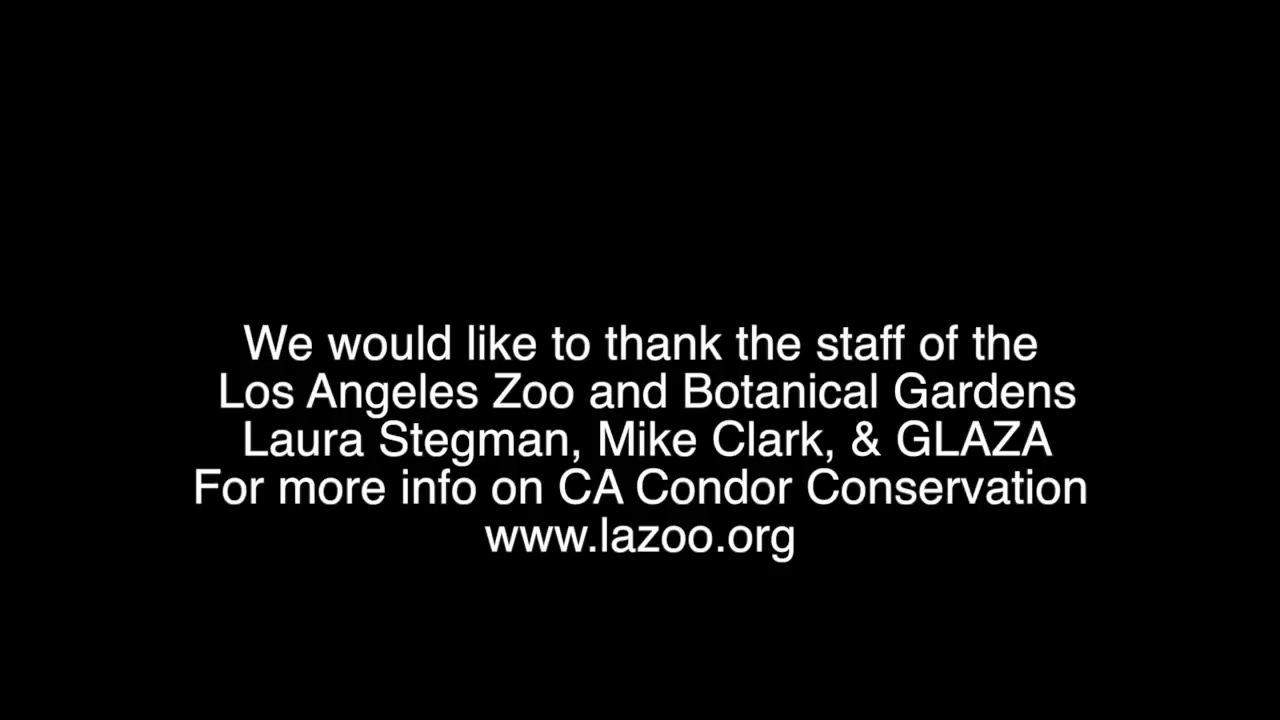 We would like to thank the staff of the
Los Angeles Zoo and Botanical Gardens
Laura Stegman, Mike Clark, & GLAZA
For more info on CA Condor Conservation
www.lazoo.org